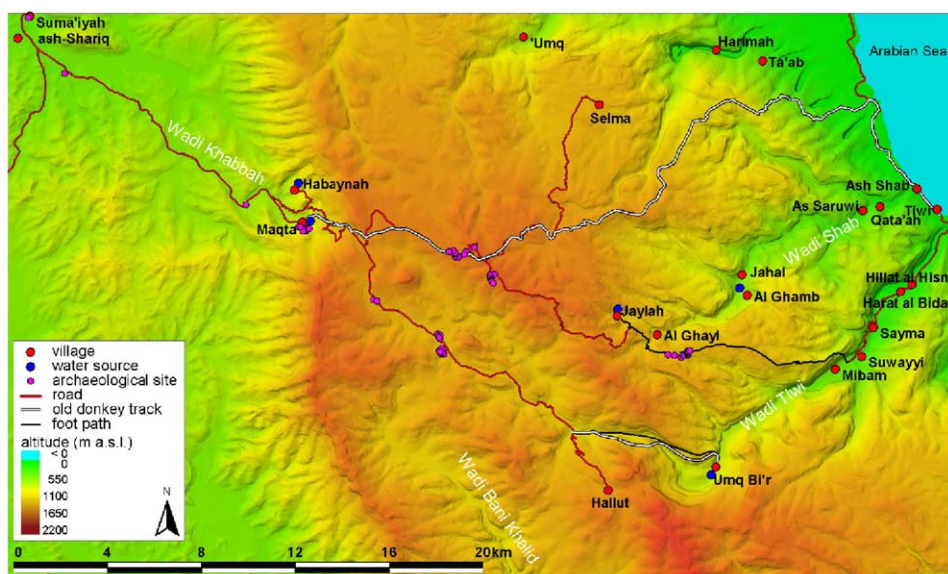 Suma'iyah
ash-Shariq
'Umq
Harimah
Ta'ab
Arabian Sea
Selma
Wadi Khabbah
Habaynah
Maqta
Ash Shab
As Saruwi
Tiwi
Qata'ah
Wadi Shab
Jahal
Al Ghamb
Hillat al Hisn
Harat al Bida
Jaylah
Al Ghayl
Sayma
Suwayyi
Mibam
Wadi Tiwi
Umq Bi'r
Hallut
Wadi Bani Khalid
village
water source
archaeological site
road
old donkey track
foot path
altitude (m a.s.l.)
< 0
0
550
1100
1650
2200
N
0 4 8 12 16 20km